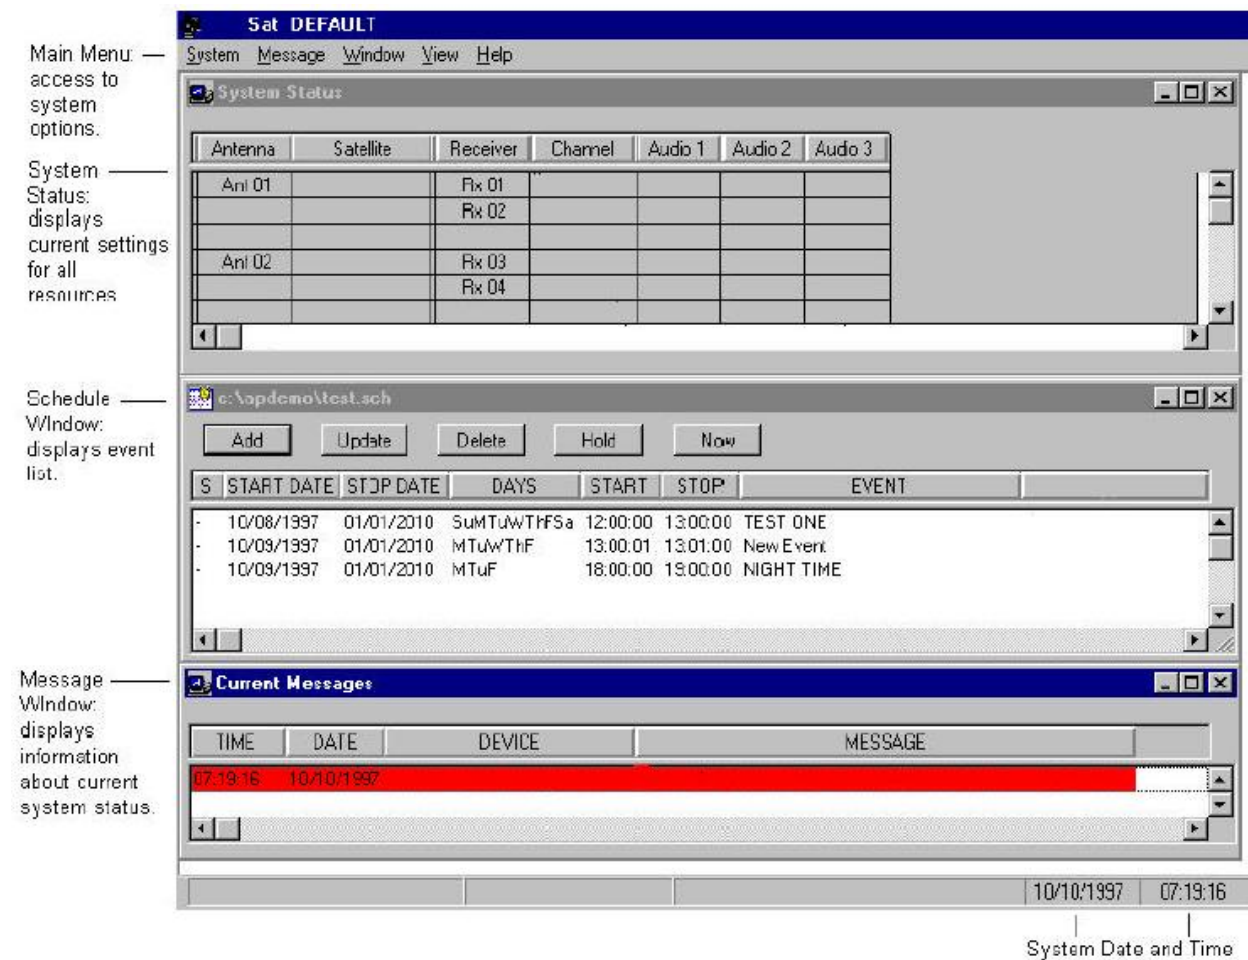 Sat DEFAULT
System Message Window View Help
Main Menu:
access to
system
options.
System Status
Antenna Satellite Receiver Channel Audio 1 Audio 2 Audio 3
Ant 01 Rx 01
Rx 02
Ant 02 Rx 03
Rx 04
System
Status:
displays
current settings
for all
resources
Schedule
WIndow:
displays event
list.
c:\apdemo\test.sch
Add Update Delete Hold Now
S START DATE STOP DATE DAYS START STOP EVENT
- 10/08/1997 01/01/2010 SuMTuWThFSa 12:00:00 13:00:00 TEST ONE
- 10/09/1997 01/01/2010 MTuWThF 13:00:01 13:01:00 New Event
- 10/09/1997 01/01/2010 MTuF 18:00:00 19:00:00 NIGHT TIME
Message
WIndow:
displays
information
about current
system status.
Current Messages
TIME DATE DEVICE MESSAGE
07:19:16 10/10/1997
10/10/1997 07:19:16
System Date and Time